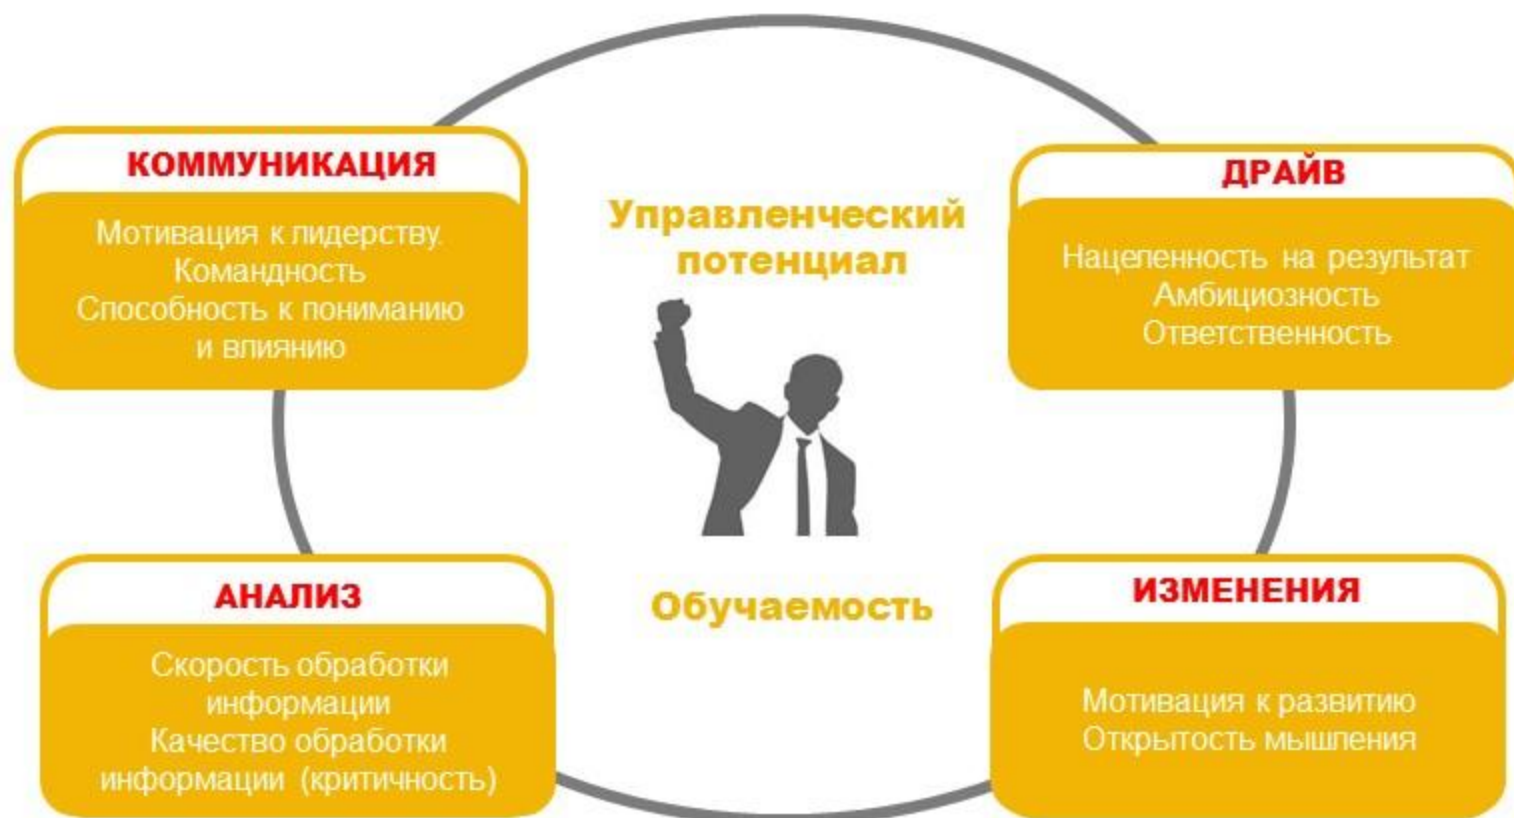 КОММУНИКАЦИЯ
Мотивация к лидерству.
Командность
Способность к пониманию
и влиянию
ДРАЙВ
Нацеленность на результат
Амбициозность
Ответственность
Управленческий
потенциал
Обучаемость
АНАЛИЗ
Скорость обработки
информации
Качество обработки
информации (критичность)
ИЗМЕНЕНИЯ
Мотивация к развитию
Открытость мышления